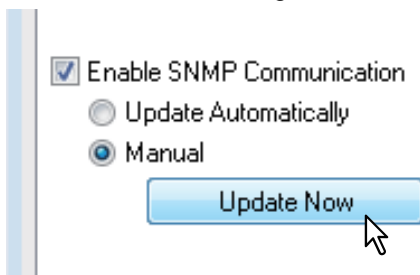 Enable SNMP Communication
Update Automatically
Manual
Update Now